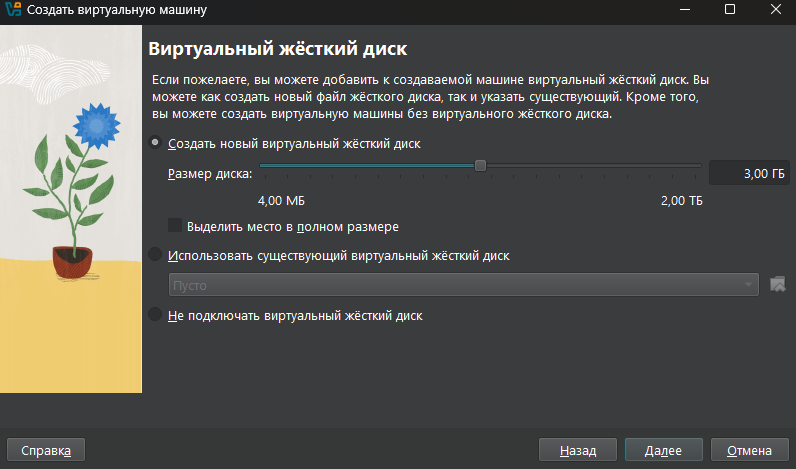 Создать виртуальную машину
Виртуальный жёсткий диск
Если пожелаете, вы можете добавить к создаваемой машине виртуальный жёсткий диск. Вы
можете как создать новый файл жёсткого диска, так и указать существующий. Кроме того,
вы можете создать виртуальную машины без виртуального жёсткого диска.
Создать новый виртуальный жёсткий диск
Размер диска:
3,00 ГБ
4,00 МБ
2,00 ТБ
Выделить место в полном размере
Использовать существующий виртуальный жёсткий диск
Пусто
Не подключать виртуальный жёсткий диск
Справка
Назад
Далее
Отмена